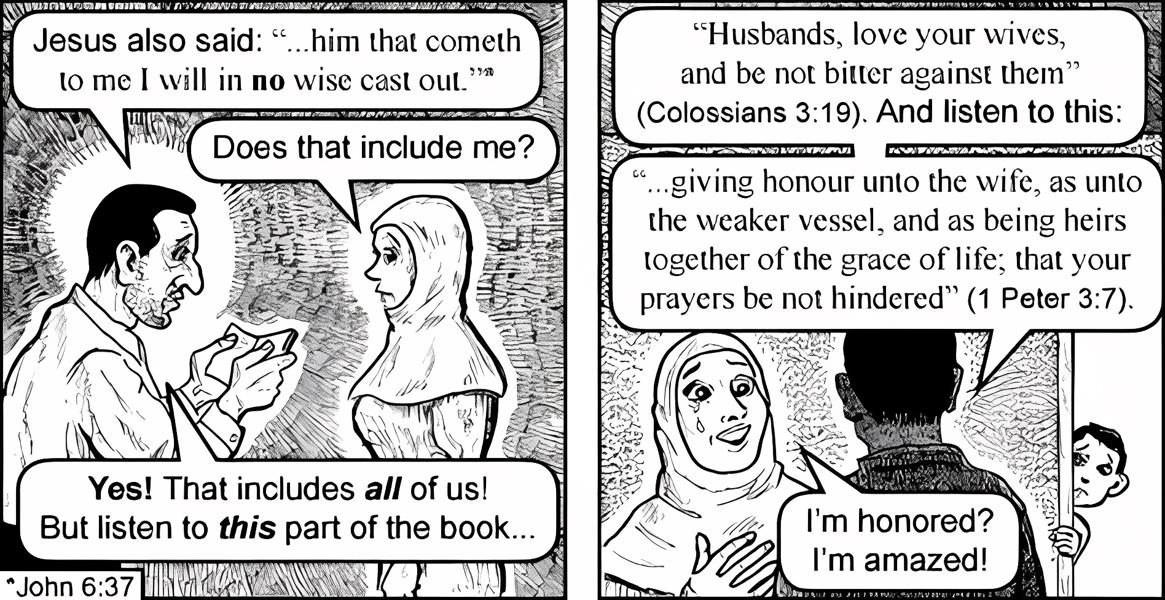 Jesus also said: “...him that cometh
to me I will in no wise cast out.”*
Does that include me?
Yes! That includes all of us!
But listen to this part of the book...
*John 6:37
“Husbands, love your wives,
and be not bitter against them”
(Colossians 3:19). And listen to this:
“...giving honour unto the wife, as unto
the weaker vessel, and as being heirs
together of the grace of life; that your
prayers be not hindered” (1 Peter 3:7).
I’m honored?
I’m amazed!